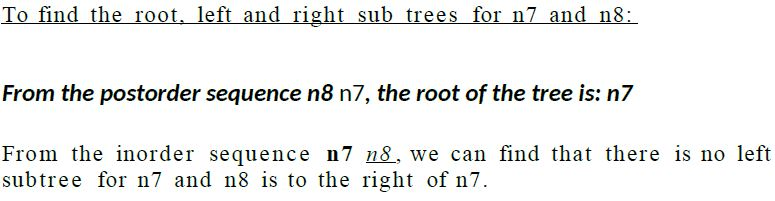 To find the root, left and right sub trees for n7 and n8:
From the postorder sequence n8 n7, the root of the tree is: n7
From the inorder sequence n7 n8, we can find that there is no left
subtree for n7 and n8 is to the right of n7.